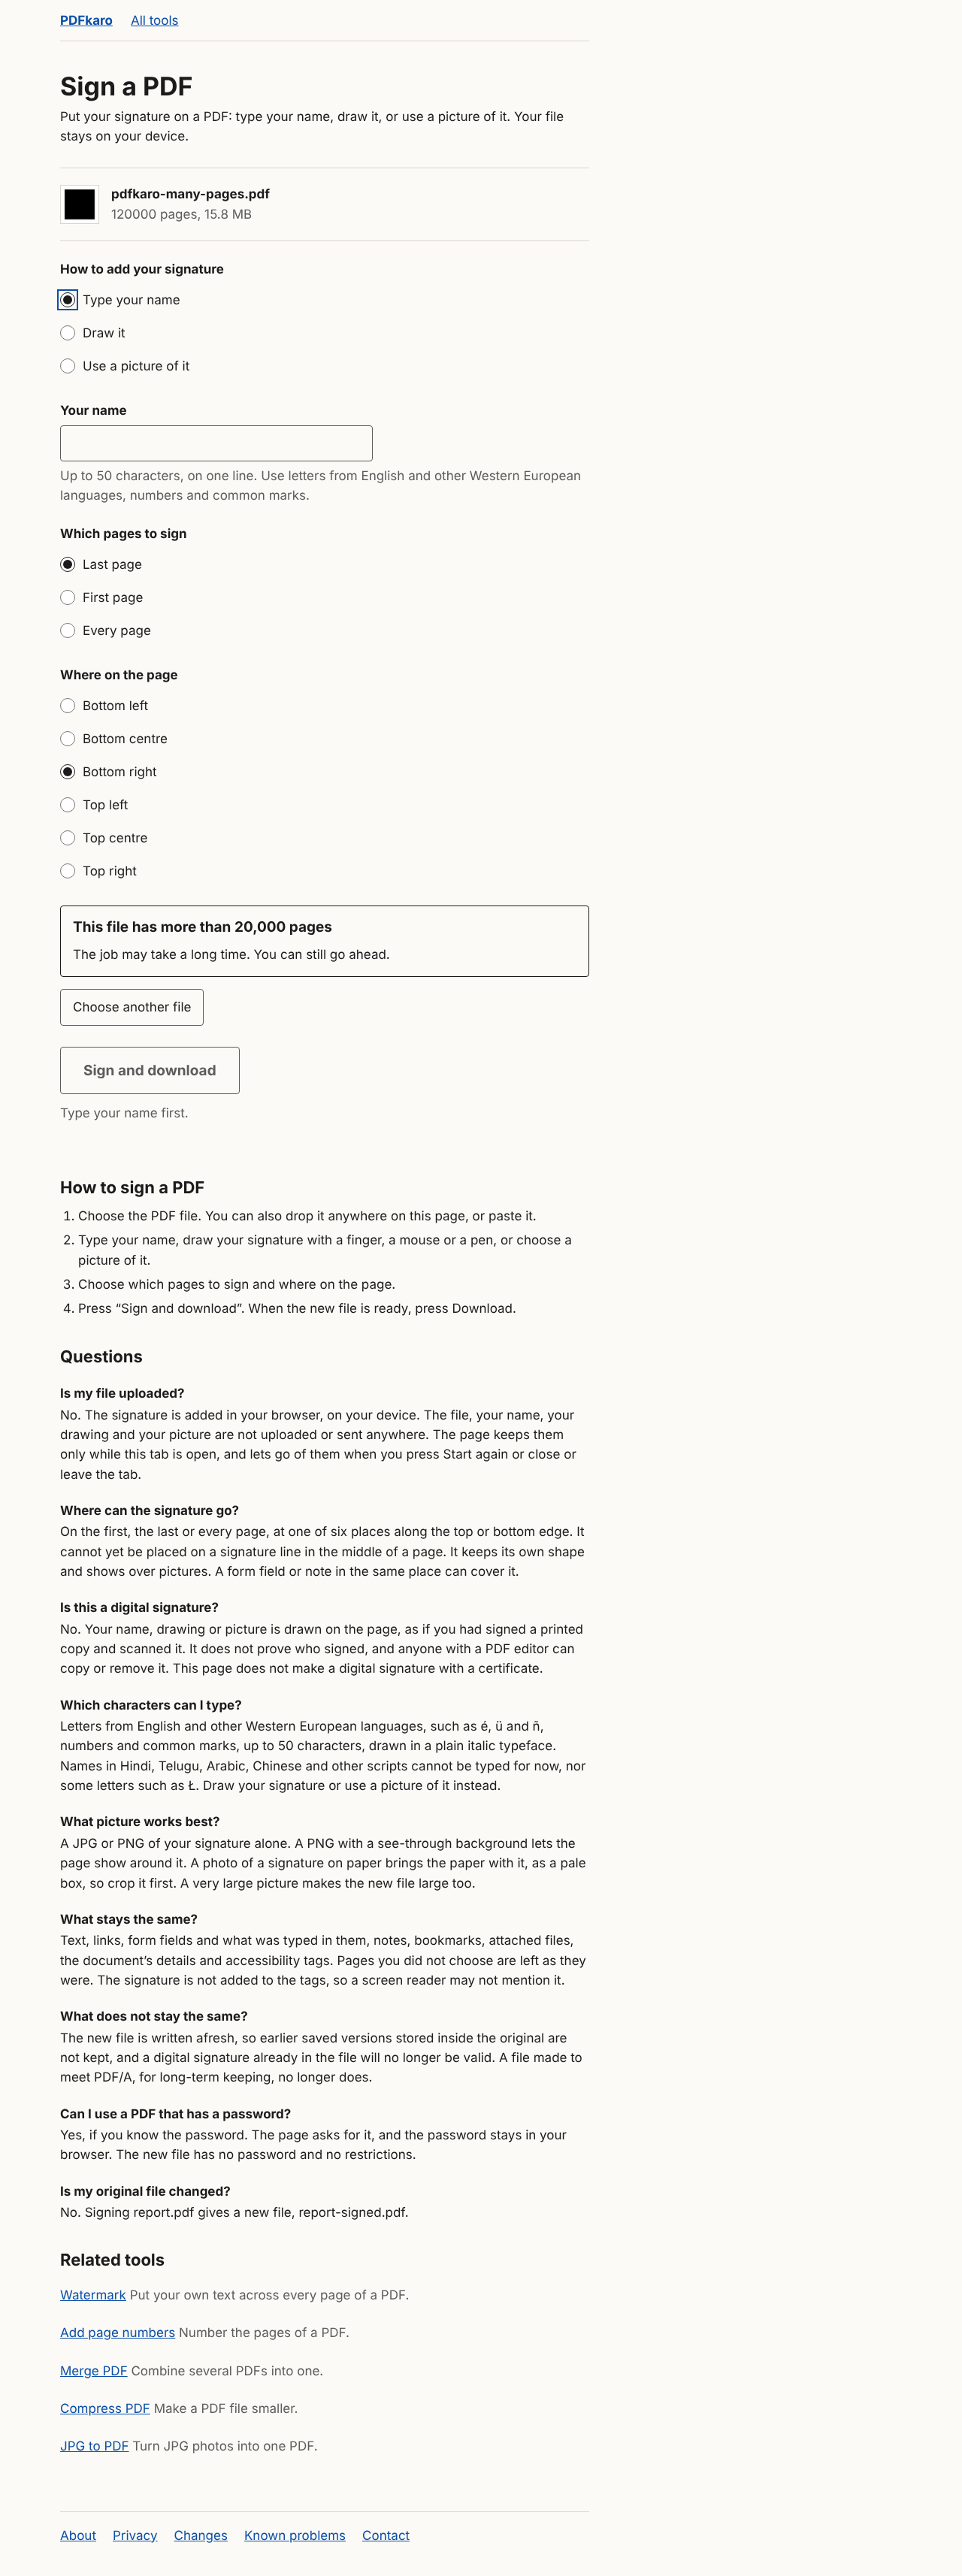 PDFkaro All tools
Sign a PDF
Put your signature on a PDF: type your name, draw it, or use a picture of it. Your file
stays on your device.
pdfkaro-many-pages.pdf
120000 pages, 15.8 MB
How to add your signature
Type your name
Draw it
Use a picture of it
Your name
Up to 50 characters, on one line. Use letters from English and other Western European
languages, numbers and common marks.
Which pages to sign
Last page
First page
Every page
Where on the page
Bottom left
Bottom centre
Bottom right
Top left
Top centre
Top right
This file has more than 20,000 pages
The job may take a long time. You can still go ahead.
Choose another file
Sign and download
Type your name first.
How to sign a PDF
1. Choose the PDF file. You can also drop it anywhere on this page, or paste it.
2. Type your name, draw your signature with a finger, a mouse or a pen, or choose a
picture of it.
3. Choose which pages to sign and where on the page.
4. Press “Sign and download”. When the new file is ready, press Download.
Questions
Is my file uploaded?
No. The signature is added in your browser, on your device. The file, your name, your
drawing and your picture are not uploaded or sent anywhere. The page keeps them
only while this tab is open, and lets go of them when you press Start again or close or
leave the tab.
Where can the signature go?
On the first, the last or every page, at one of six places along the top or bottom edge. It
cannot yet be placed on a signature line in the middle of a page. It keeps its own shape
and shows over pictures. A form field or note in the same place can cover it.
Is this a digital signature?
No. Your name, drawing or picture is drawn on the page, as if you had signed a printed
copy and scanned it. It does not prove who signed, and anyone with a PDF editor can
copy or remove it. This page does not make a digital signature with a certificate.
Which characters can I type?
Letters from English and other Western European languages, such as é, ü and ñ,
numbers and common marks, up to 50 characters, drawn in a plain italic typeface.
Names in Hindi, Telugu, Arabic, Chinese and other scripts cannot be typed for now, nor
some letters such as Ł. Draw your signature or use a picture of it instead.
What picture works best?
A JPG or PNG of your signature alone. A PNG with a see-through background lets the
page show around it. A photo of a signature on paper brings the paper with it, as a pale
box, so crop it first. A very large picture makes the new file large too.
What stays the same?
Text, links, form fields and what was typed in them, notes, bookmarks, attached files,
the document’s details and accessibility tags. Pages you did not choose are left as they
were. The signature is not added to the tags, so a screen reader may not mention it.
What does not stay the same?
The new file is written afresh, so earlier saved versions stored inside the original are
not kept, and a digital signature already in the file will no longer be valid. A file made to
meet PDF/A, for long-term keeping, no longer does.
Can I use a PDF that has a password?
Yes, if you know the password. The page asks for it, and the password stays in your
browser. The new file has no password and no restrictions.
Is my original file changed?
No. Signing report.pdf gives a new file, report-signed.pdf.
Related tools
Watermark Put your own text across every page of a PDF.
Add page numbers Number the pages of a PDF.
Merge PDF Combine several PDFs into one.
Compress PDF Make a PDF file smaller.
JPG to PDF Turn JPG photos into one PDF.
About Privacy Changes Known problems Contact